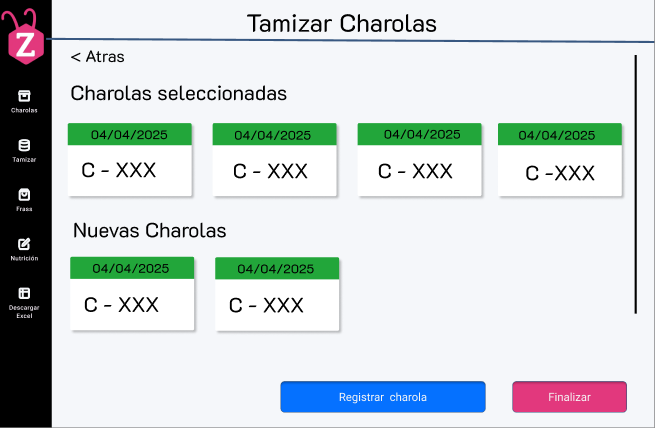 Tamizar Charolas
Z
< Atras
Charolas
Tamizar
Frass
Nutrición
Descargar
Excel
Charolas seleccionadas
04/04/2025
C - XXX
04/04/2025
C - XXX
04/04/2025
C - XXX
04/04/2025
C -XXX
Nuevas Charolas
04/04/2025
C - XXX
04/04/2025
C - XXX
Registrar charola
Finalizar